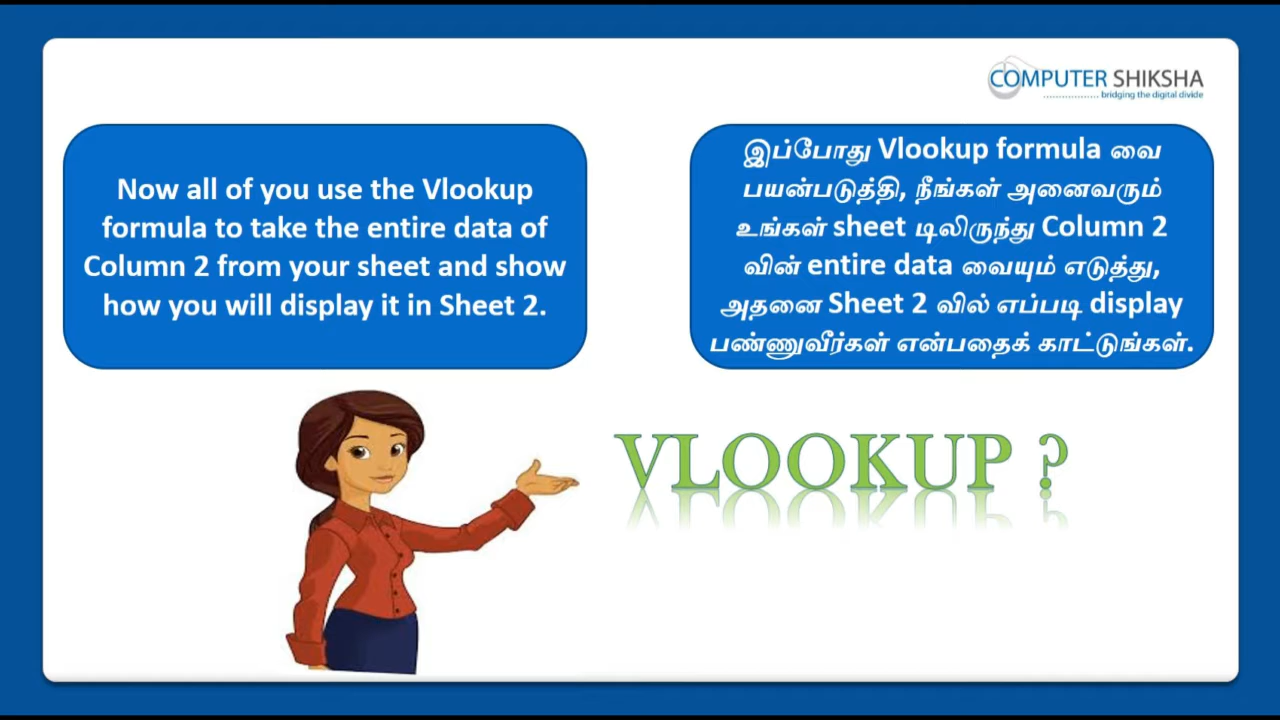 COMPUTER SHIKSHA
bridging the digital divide
Now all of you use the Vlookup
formula to take the entire data of
Column 2 from your sheet and show
how you will display it in Sheet 2.
இப்போது Vlookup formula வை
பயன்படுத்தி, நீங்கள் அனைவரும்
உங்கள் sheet டிலிருந்து Column 2
வின் entire data வையும் எடுத்து,
அதனை Sheet 2 வில் எப்படி display
பண்ணுவீர்கள் என்பதைக் காட்டுங்கள்.
VLOOKUP ?